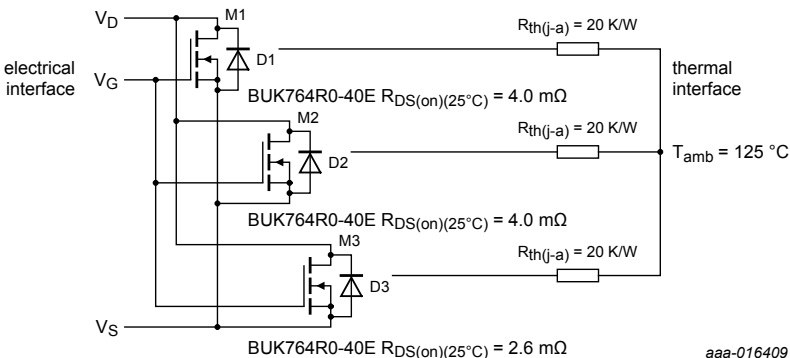 V_D
M1
R_th(j-a) = 20 K/W
D1
electrical
interface
V_G
thermal
interface
BUK764R0-40E R_DS(on)(25°C) = 4.0 mΩ
M2
R_th(j-a) = 20 K/W
D2
T_amb = 125 °C
BUK764R0-40E R_DS(on)(25°C) = 4.0 mΩ
M3
R_th(j-a) = 20 K/W
D3
V_S
BUK764R0-40E R_DS(on)(25°C) = 2.6 mΩ
aaa-016409